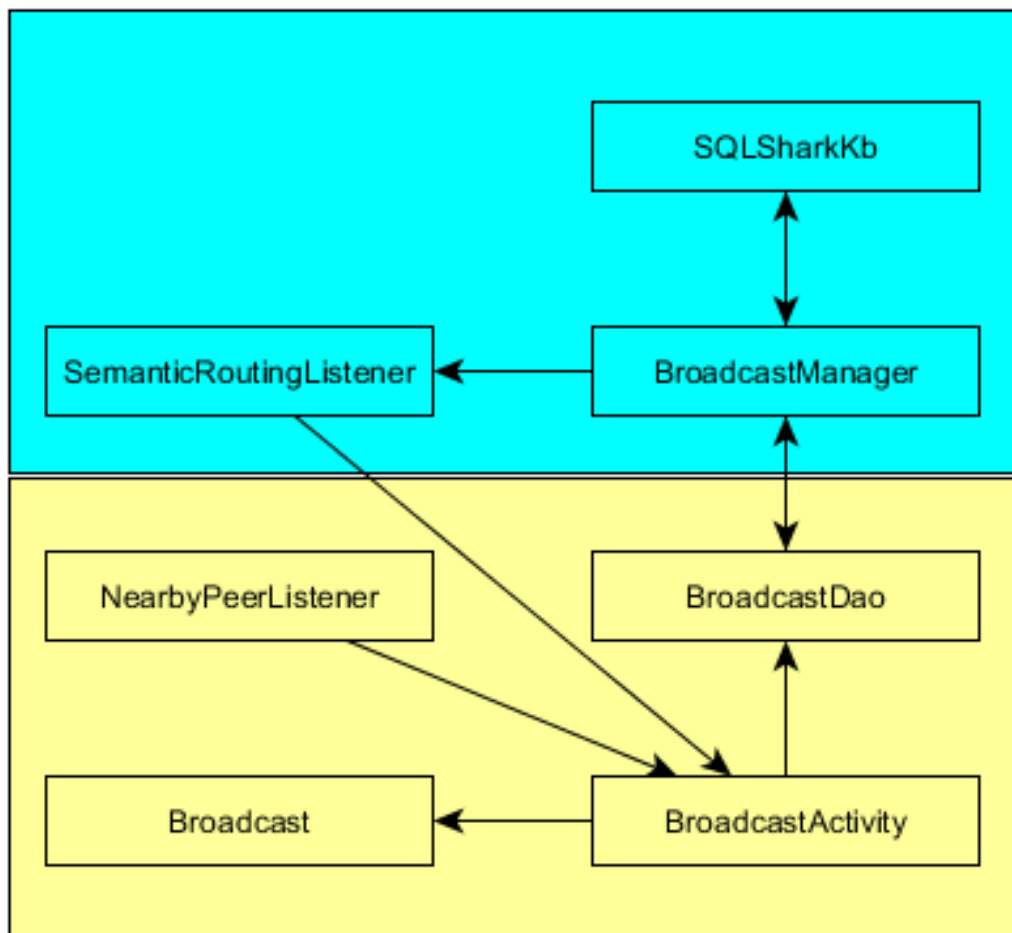 SQLSharkKb
SemanticRoutingListener
BroadcastManager
NearbyPeerListener
BroadcastDao
Broadcast
BroadcastActivity